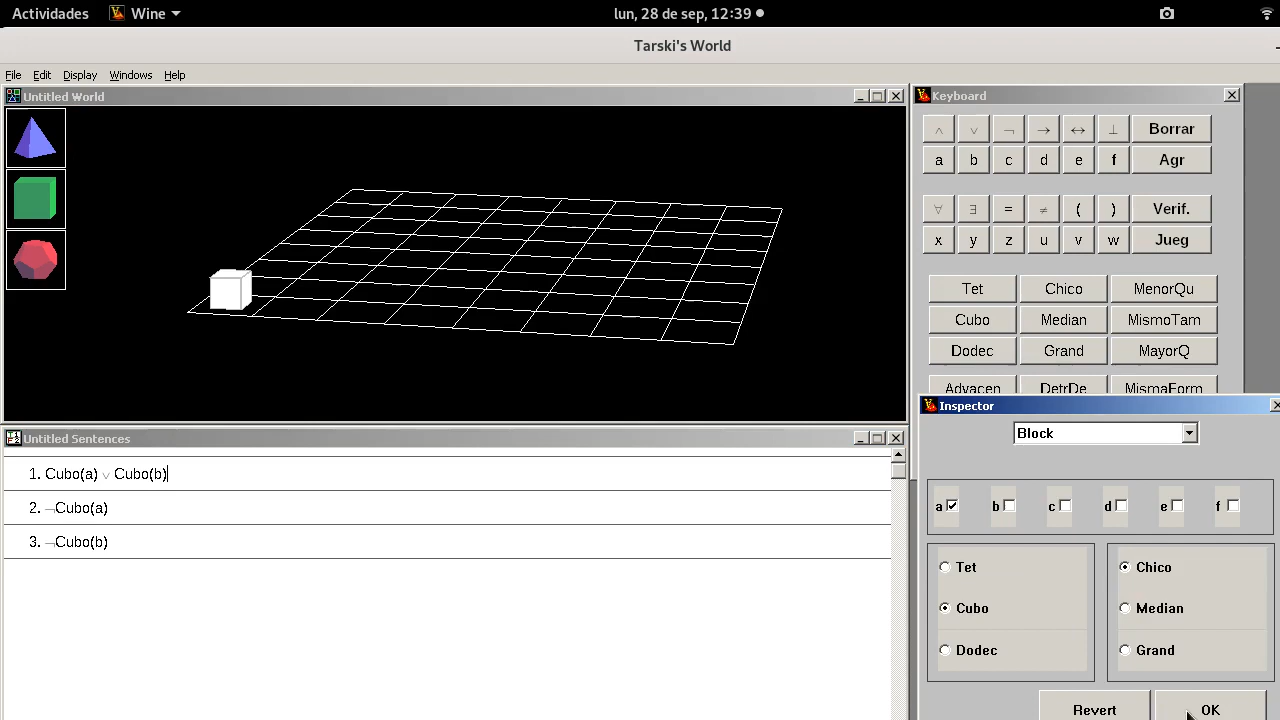 Actividades Wine lun, 28 de sep, 12:39
Tarski's World
File Edit Display Windows Help
Untitled World
Keyboard
∧ ∨ ¬ → ↔ ⊥ Borrar
a b c d e f Agr
∀ ∃ = ≠ ( ) Verif.
x y z u v w Jueg
Tet Chico MenorQu
Cubo Median MismoTam
Dodec Grand MayorQ
Advacen DetrDe MismaForm
Inspector
Block
a b c d e f
Tet Chico
Cubo Median
Dodec Grand
Revert OK
Untitled Sentences
1. Cubo(a) ∨ Cubo(b)
2. ¬Cubo(a)
3. ¬Cubo(b)